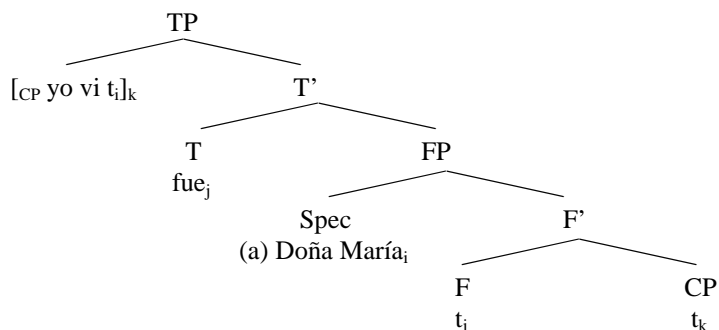 TP
[CP yo vi ti]k T’
T FP
fuej
Spec F’
(a) Doña Maríai
F CP
tj tk